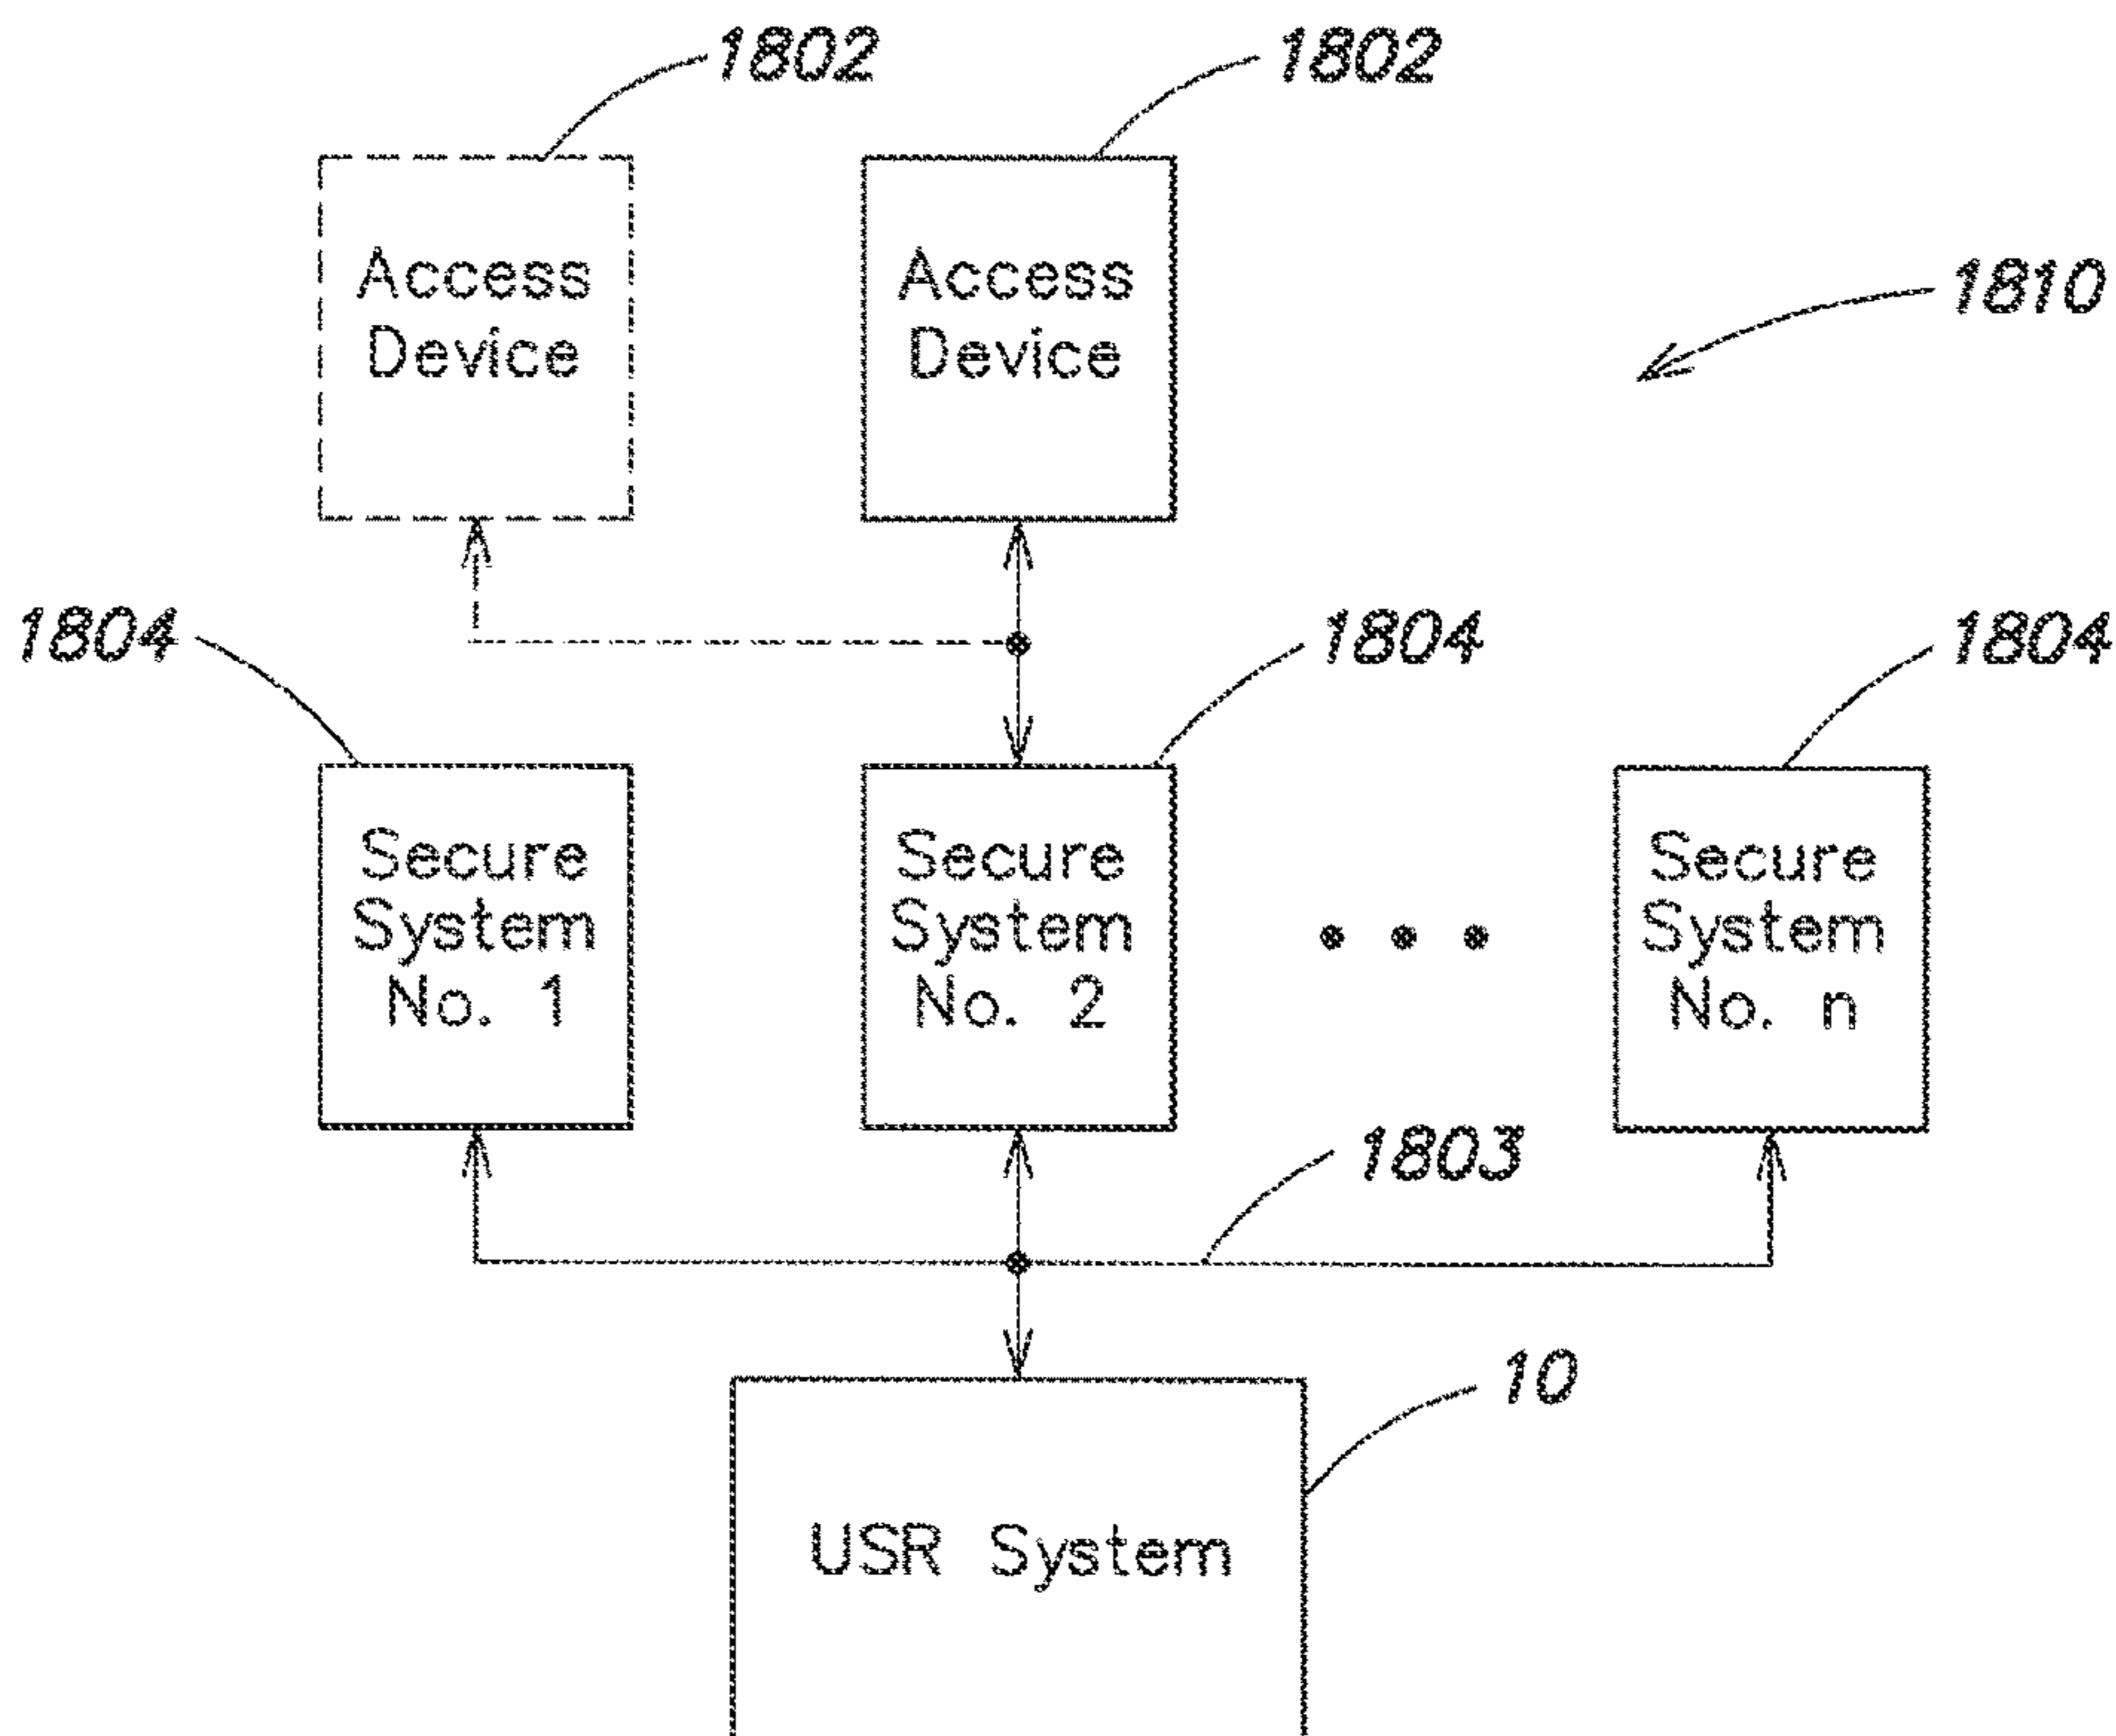 1802
1802
Access
Device
Access
Device
1810
1804
1804
1804
Secure
System
No. 1
Secure
System
No. 2
Secure
System
No. n
1803
10
USR System